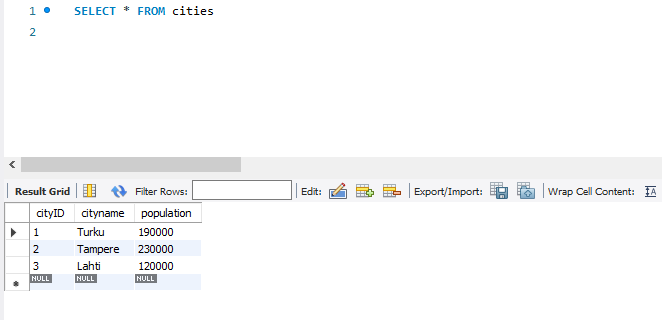 1 SELECT * FROM cities
2
Result Grid Filter Rows: Edit: Export/Import: Wrap Cell Content: IA
cityID cityname population
1 Turku 190000
2 Tampere 230000
3 Lahti 120000
NULL NULL NULL